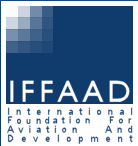 IFFAAD
International
Foundation For
Aviation And
Development